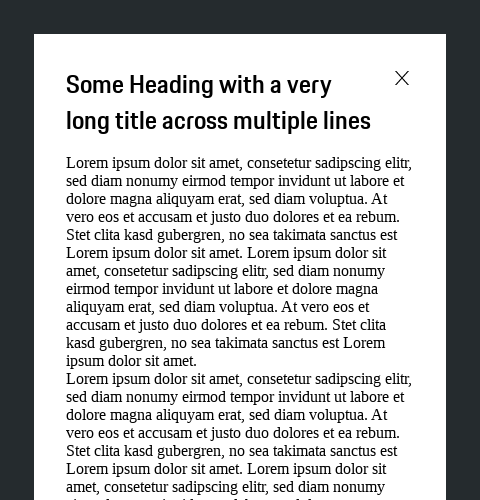 Some Heading with a very
long title across multiple lines
Lorem ipsum dolor sit amet, consetetur sadipscing elitr,
sed diam nonumy eirmod tempor invidunt ut labore et
dolore magna aliquyam erat, sed diam voluptua. At
vero eos et accusam et justo duo dolores et ea rebum.
Stet clita kasd gubergren, no sea takimata sanctus est
Lorem ipsum dolor sit amet. Lorem ipsum dolor sit
amet, consetetur sadipscing elitr, sed diam nonumy
eirmod tempor invidunt ut labore et dolore magna
aliquyam erat, sed diam voluptua. At vero eos et
accusam et justo duo dolores et ea rebum. Stet clita
kasd gubergren, no sea takimata sanctus est Lorem
ipsum dolor sit amet.
Lorem ipsum dolor sit amet, consetetur sadipscing elitr,
sed diam nonumy eirmod tempor invidunt ut labore et
dolore magna aliquyam erat, sed diam voluptua. At
vero eos et accusam et justo duo dolores et ea rebum.
Stet clita kasd gubergren, no sea takimata sanctus est
Lorem ipsum dolor sit amet. Lorem ipsum dolor sit
amet, consetetur sadipscing elitr, sed diam nonumy